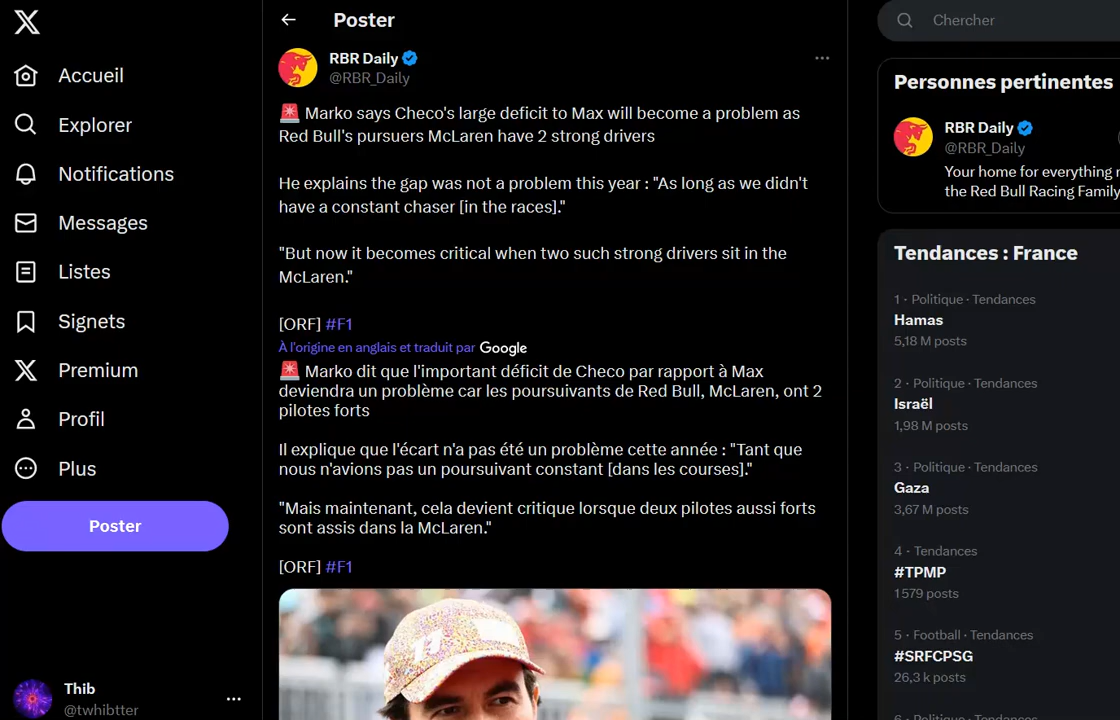 Poster
Chercher
RBR Daily
@RBR_Daily
Accueil
Explorer
Notifications
Messages
Listes
Signets
Premium
Profil
Plus
Poster
Thib
@twhibtter
Marko says Checo's large deficit to Max will become a problem as
Red Bull's pursuers McLaren have 2 strong drivers
He explains the gap was not a problem this year : "As long as we didn't
have a constant chaser [in the races]."
"But now it becomes critical when two such strong drivers sit in the
McLaren."
[ORF] #F1
À l'origine en anglais et traduit par Google
Marko dit que l'important déficit de Checo par rapport à Max
deviendra un problème car les poursuivants de Red Bull, McLaren, ont 2
pilotes forts
Il explique que l'écart n'a pas été un problème cette année : "Tant que
nous n'avions pas un poursuivant constant [dans les courses]."
"Mais maintenant, cela devient critique lorsque deux pilotes aussi forts
sont assis dans la McLaren."
[ORF] #F1
Personnes pertinentes
RBR Daily
@RBR_Daily
Your home for everything
the Red Bull Racing Family
Tendances : France
1 · Politique · Tendances
Hamas
5,18 M posts
2 · Politique · Tendances
Israël
1,98 M posts
3 · Politique · Tendances
Gaza
3,67 M posts
4 · Tendances
#TPMP
1 579 posts
5 · Football · Tendances
#SRFCPSG
26,3 k posts
6 · Politique · Tendances